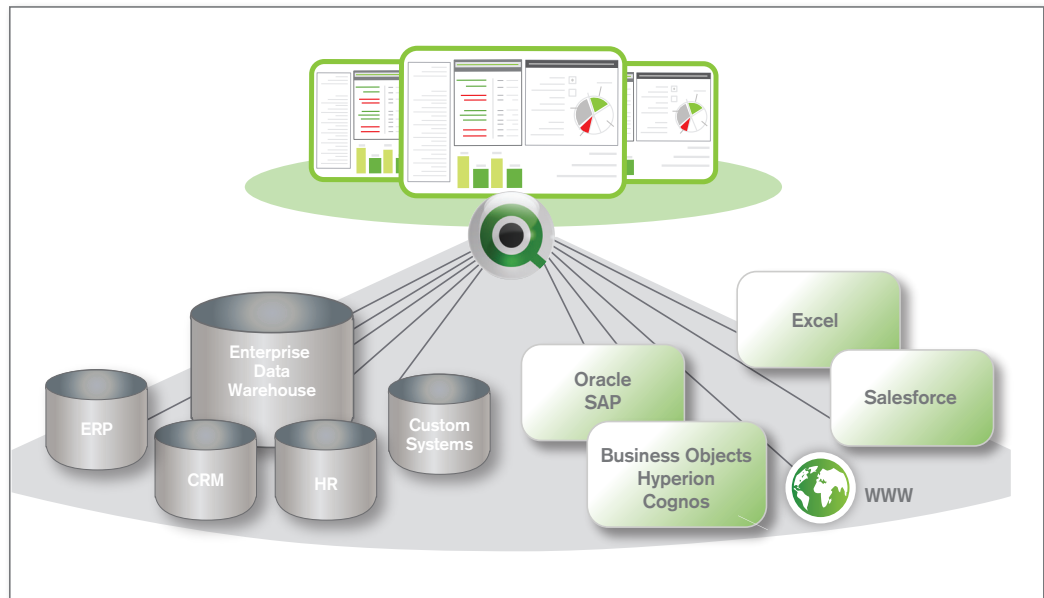 Enterprise
Data
Warehouse
ERP
CRM
HR
Custom
Systems
Oracle
SAP
Business Objects
Hyperion
Cognos
Excel
Salesforce
WWW